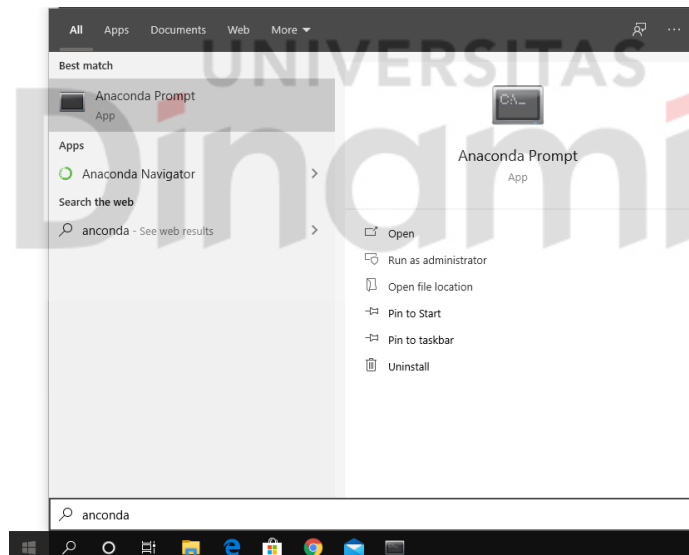 All Apps Documents Web More
Best match
Anaconda Prompt
App
Apps
Anaconda Navigator
Search the web
anconda - See web results
C:\_
Anaconda Prompt
App
Open
Run as administrator
Open file location
Pin to Start
Pin to taskbar
Uninstall
anconda
UNIVERSITAS
Dinami